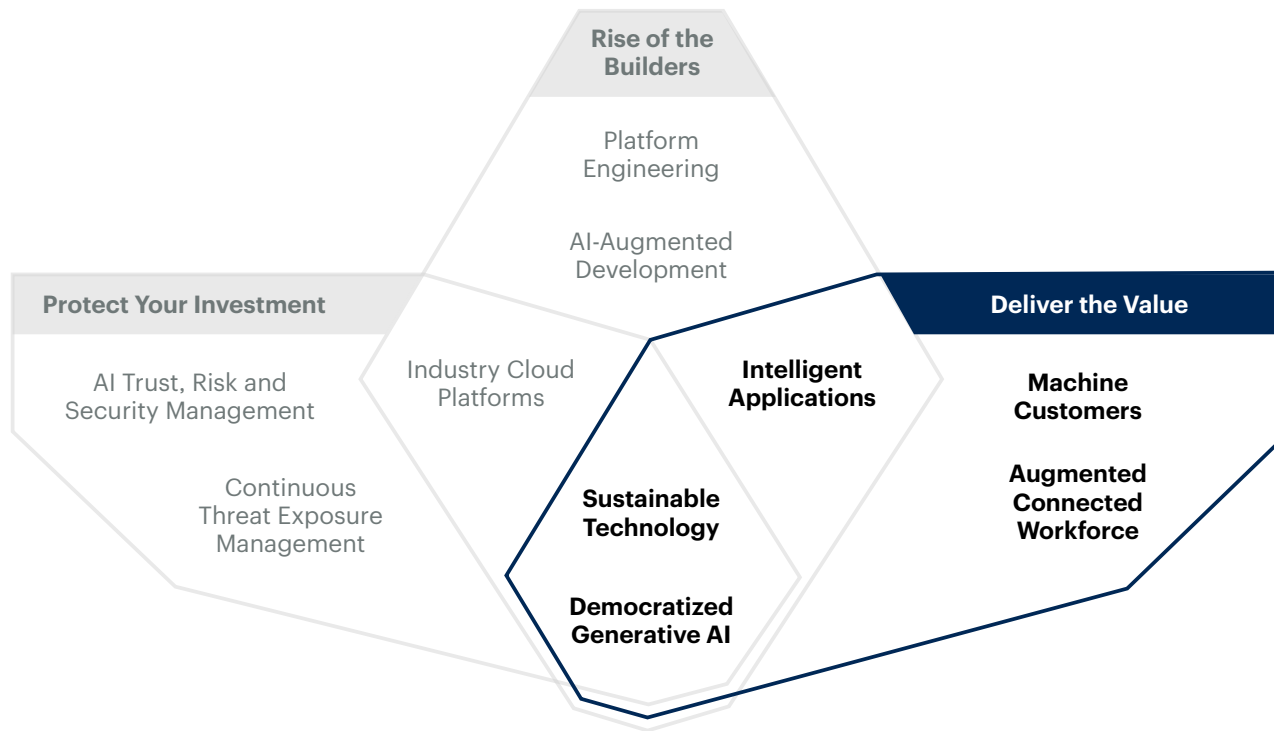 Rise of the
Builders
Platform
Engineering
AI-Augmented
Development
Protect Your Investment
Deliver the Value
AI Trust, Risk and
Security Management
Continuous
Threat Exposure
Management
Industry Cloud
Platforms
Intelligent
Applications
Machine
Customers
Augmented
Connected
Workforce
Sustainable
Technology
Democratized
Generative AI